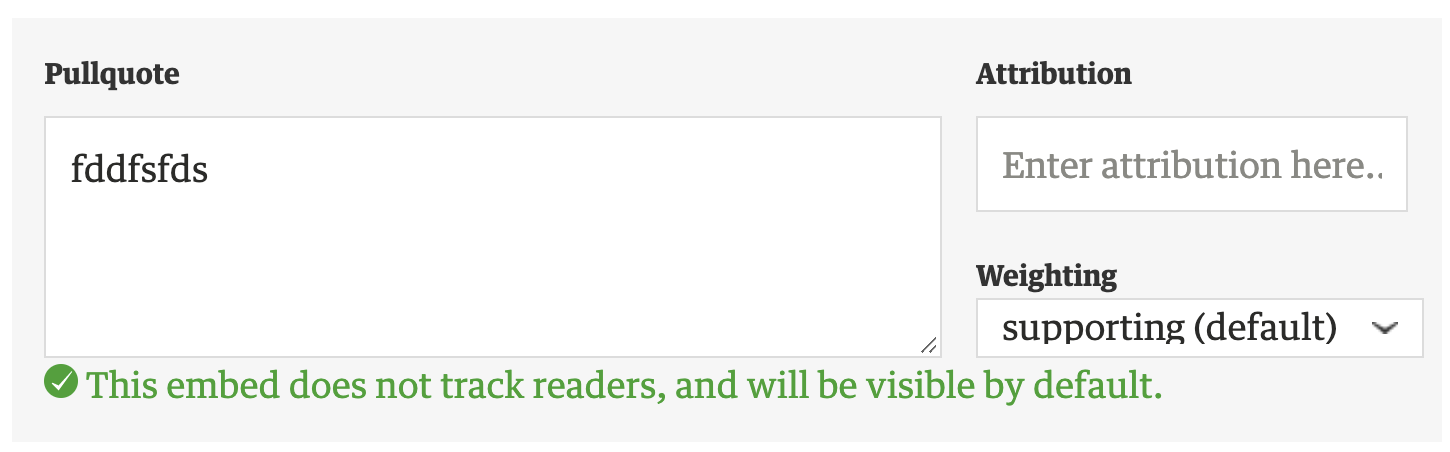 Pullquote
fddfsfds
Attribution
Enter attribution here..
Weighting
supporting (default)
This embed does not track readers, and will be visible by default.